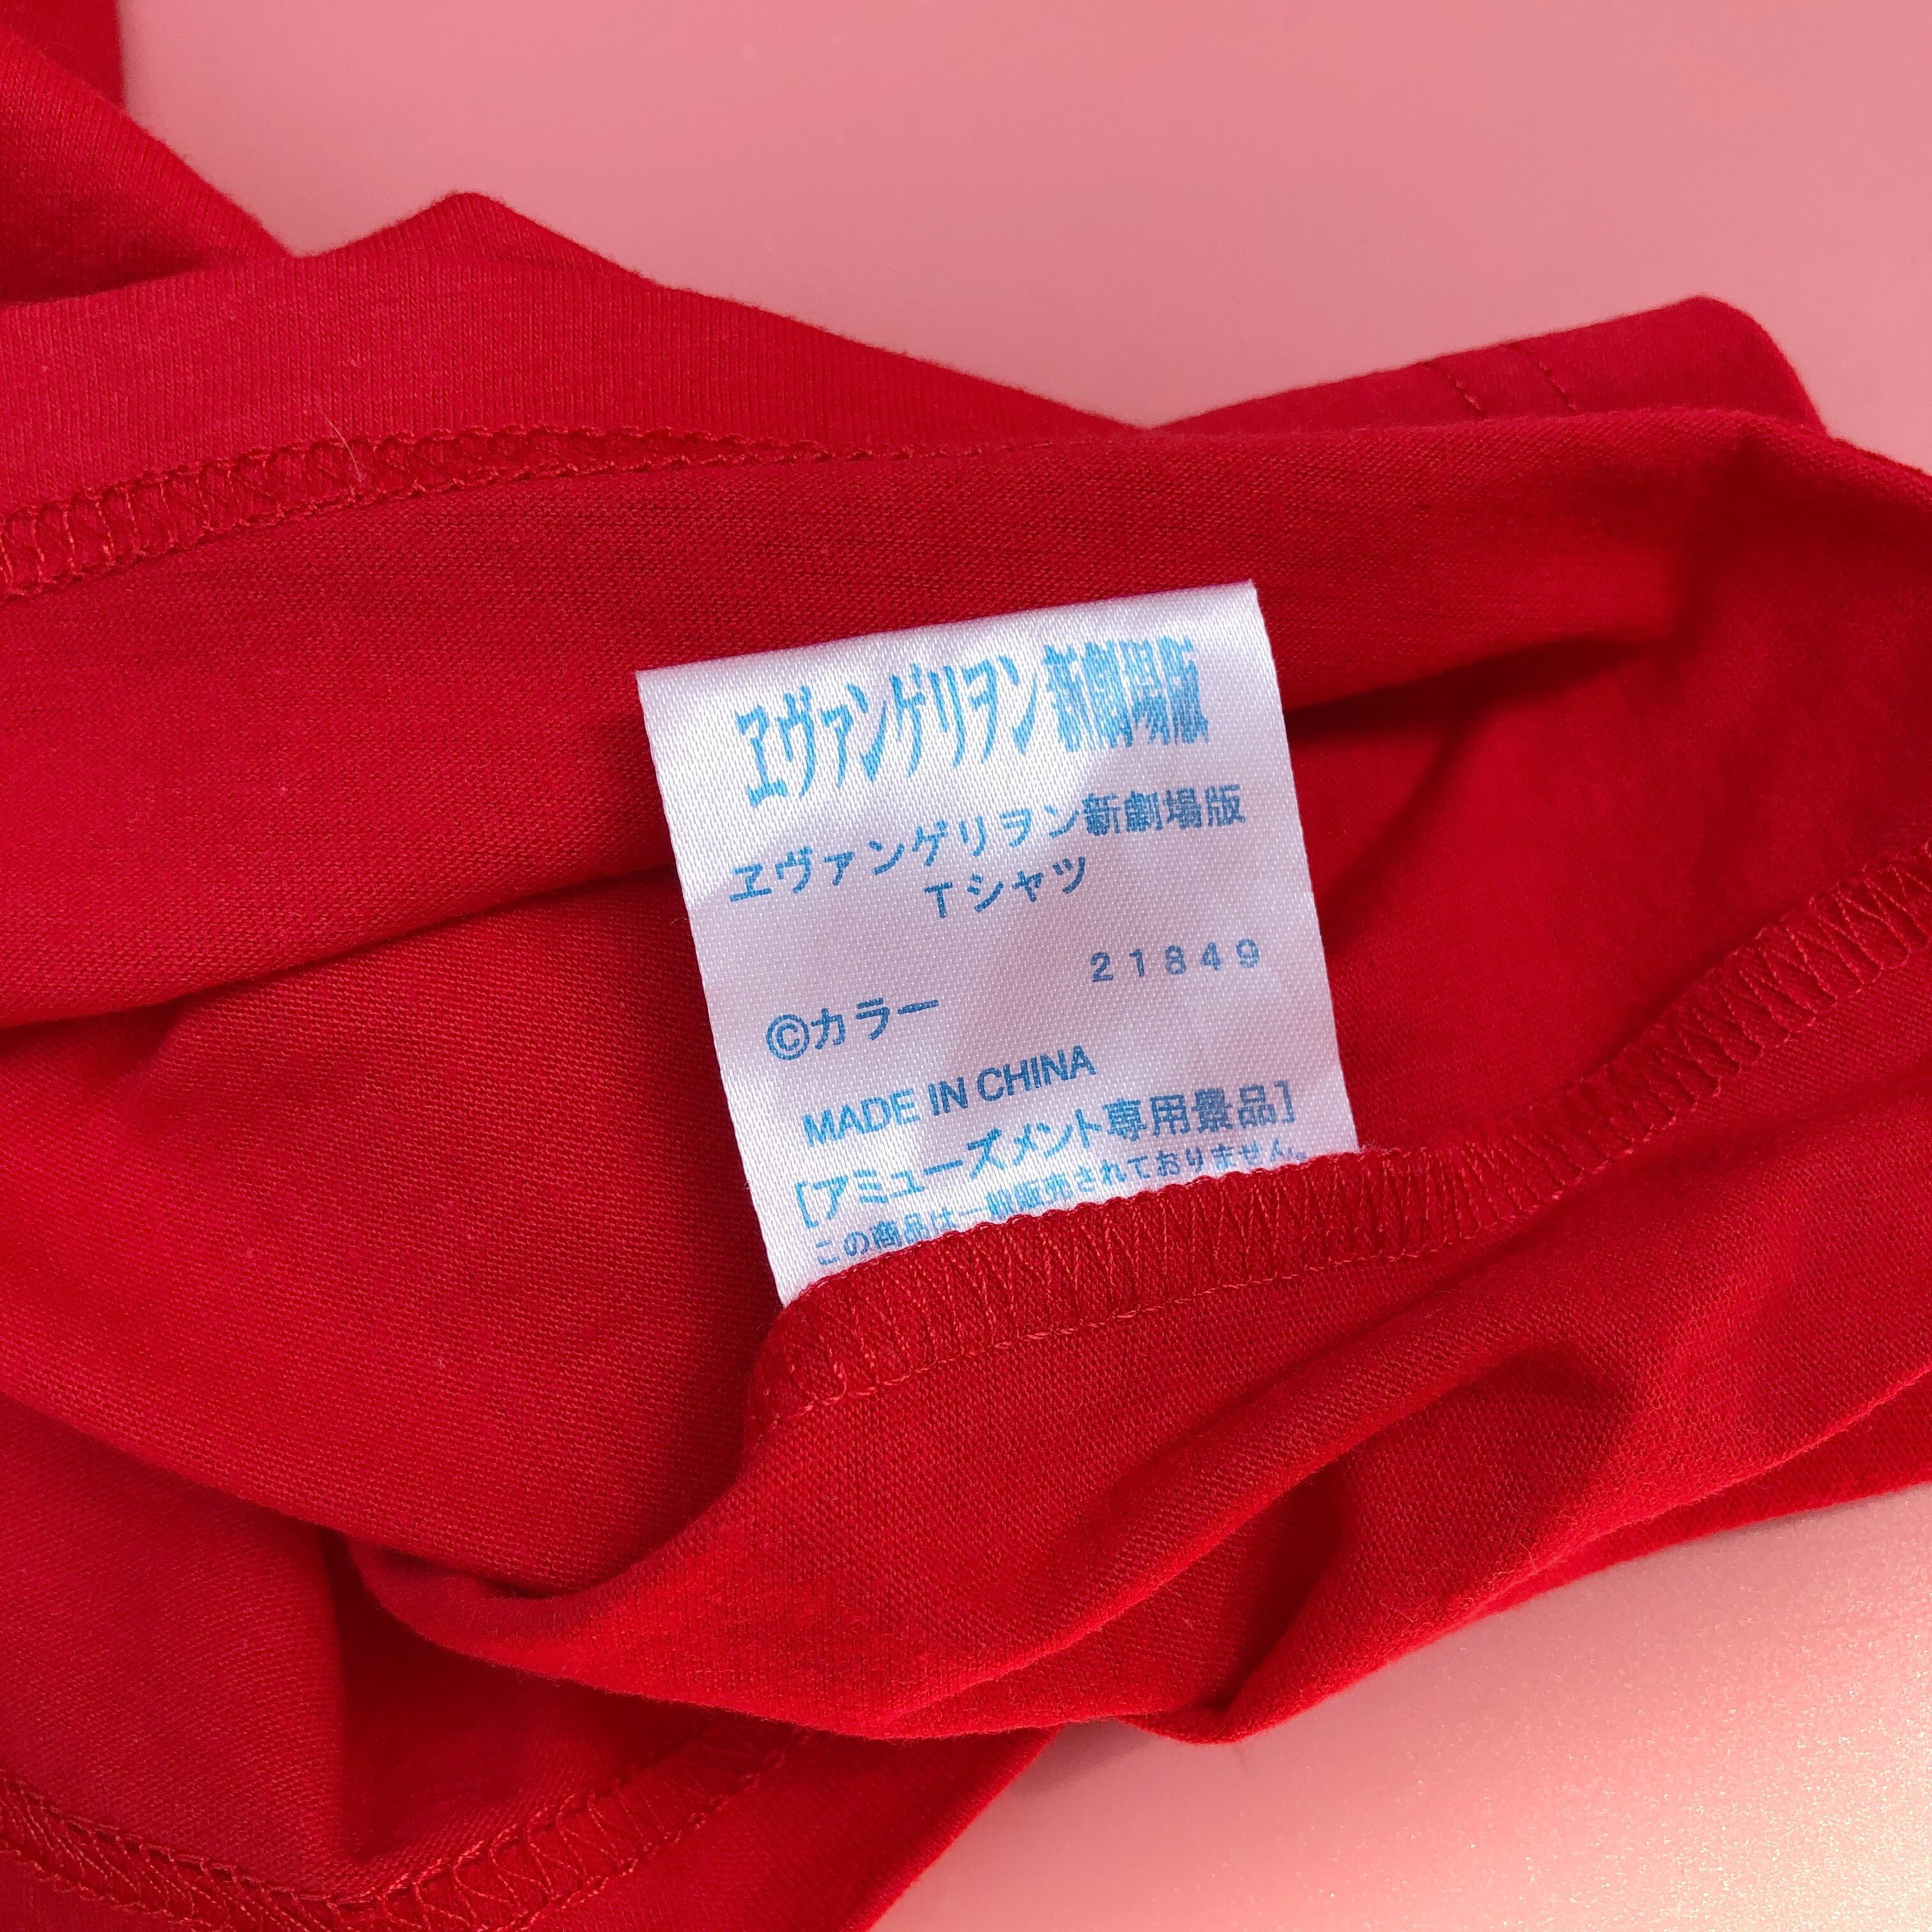 ヱヴァンゲリヲン新劇場版
ヱヴァンゲリヲン新劇場版
Tシャツ
21849
©カラー
MADE IN CHINA
[アミューズメント専用景品]
この商品は一般販売されておりません。